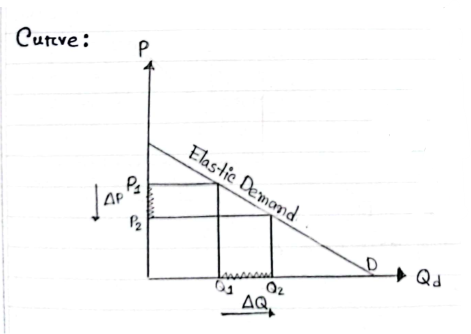 Curve:
P
Elastic Demand
P1
ΔP
P2
D
Q1
Q2
Qd
ΔQ